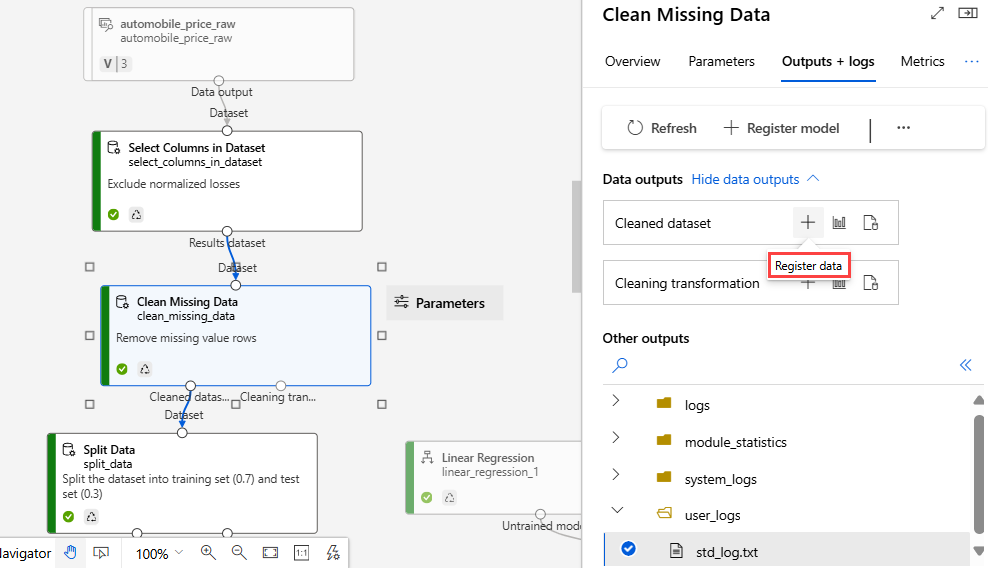 automobile_price_raw
automobile_price_raw
V | 3
Data output
Dataset
Select Columns in Dataset
select_columns_in_dataset
Exclude normalized losses
Results dataset
Dataset
Clean Missing Data
clean_missing_data
Remove missing value rows
Parameters
Cleaned datas...
Cleaning tran...
Dataset
Split Data
split_data
Split the dataset into training set (0.7) and test
set (0.3)
Linear Regression
linear_regression_1
Untrained mode
Navigator
100%
1:1
Clean Missing Data
Overview
Parameters
Outputs + logs
Metrics
...
Refresh
Register model
...
Data outputs
Hide data outputs
Cleaned dataset
Register data
Cleaning transformation
Other outputs
logs
module_statistics
system_logs
user_logs
std_log.txt